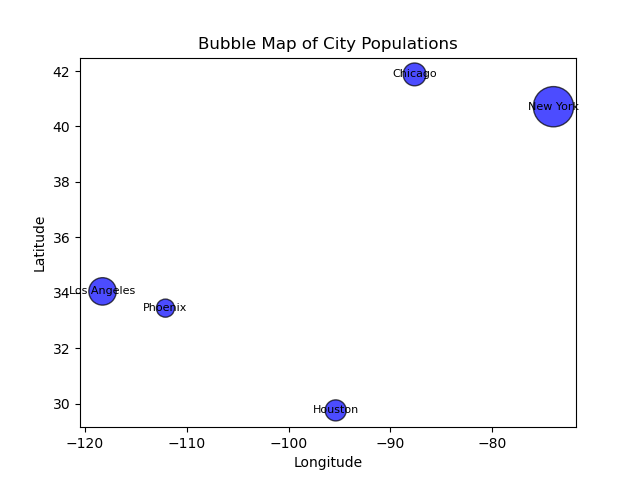 Bubble Map of City Populations
Latitude
42
40
38
36
34
32
30
Chicago
New York
Los Angeles
Phoenix
Houston
−120
−110
−100
−90
−80
Longitude